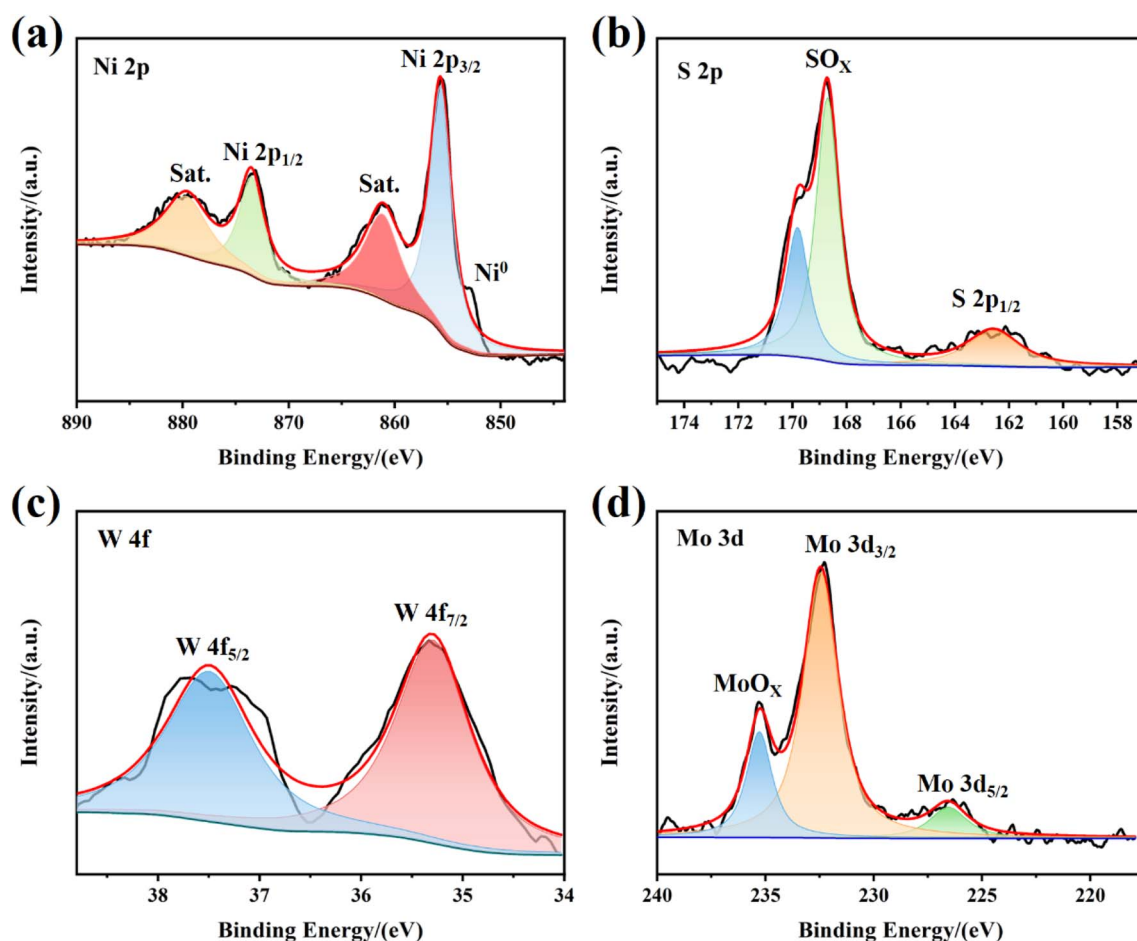 (a)
Ni 2p
Ni 2p3/2
Ni 2p1/2
Sat.
Sat.
Ni0
Intensity/(a.u.)
890 880 870 860 850
Binding Energy/(eV)
(b)
S 2p
SOX
S 2p1/2
Intensity/(a.u.)
174 172 170 168 166 164 162 160 158
Binding Energy/(eV)
(c)
W 4f
W 4f5/2
W 4f7/2
Intensity/(a.u.)
38 37 36 35 34
Binding Energy/(eV)
(d)
Mo 3d
Mo 3d3/2
MoOX
Mo 3d5/2
Intensity/(a.u.)
240 235 230 225 220
Binding Energy/(eV)